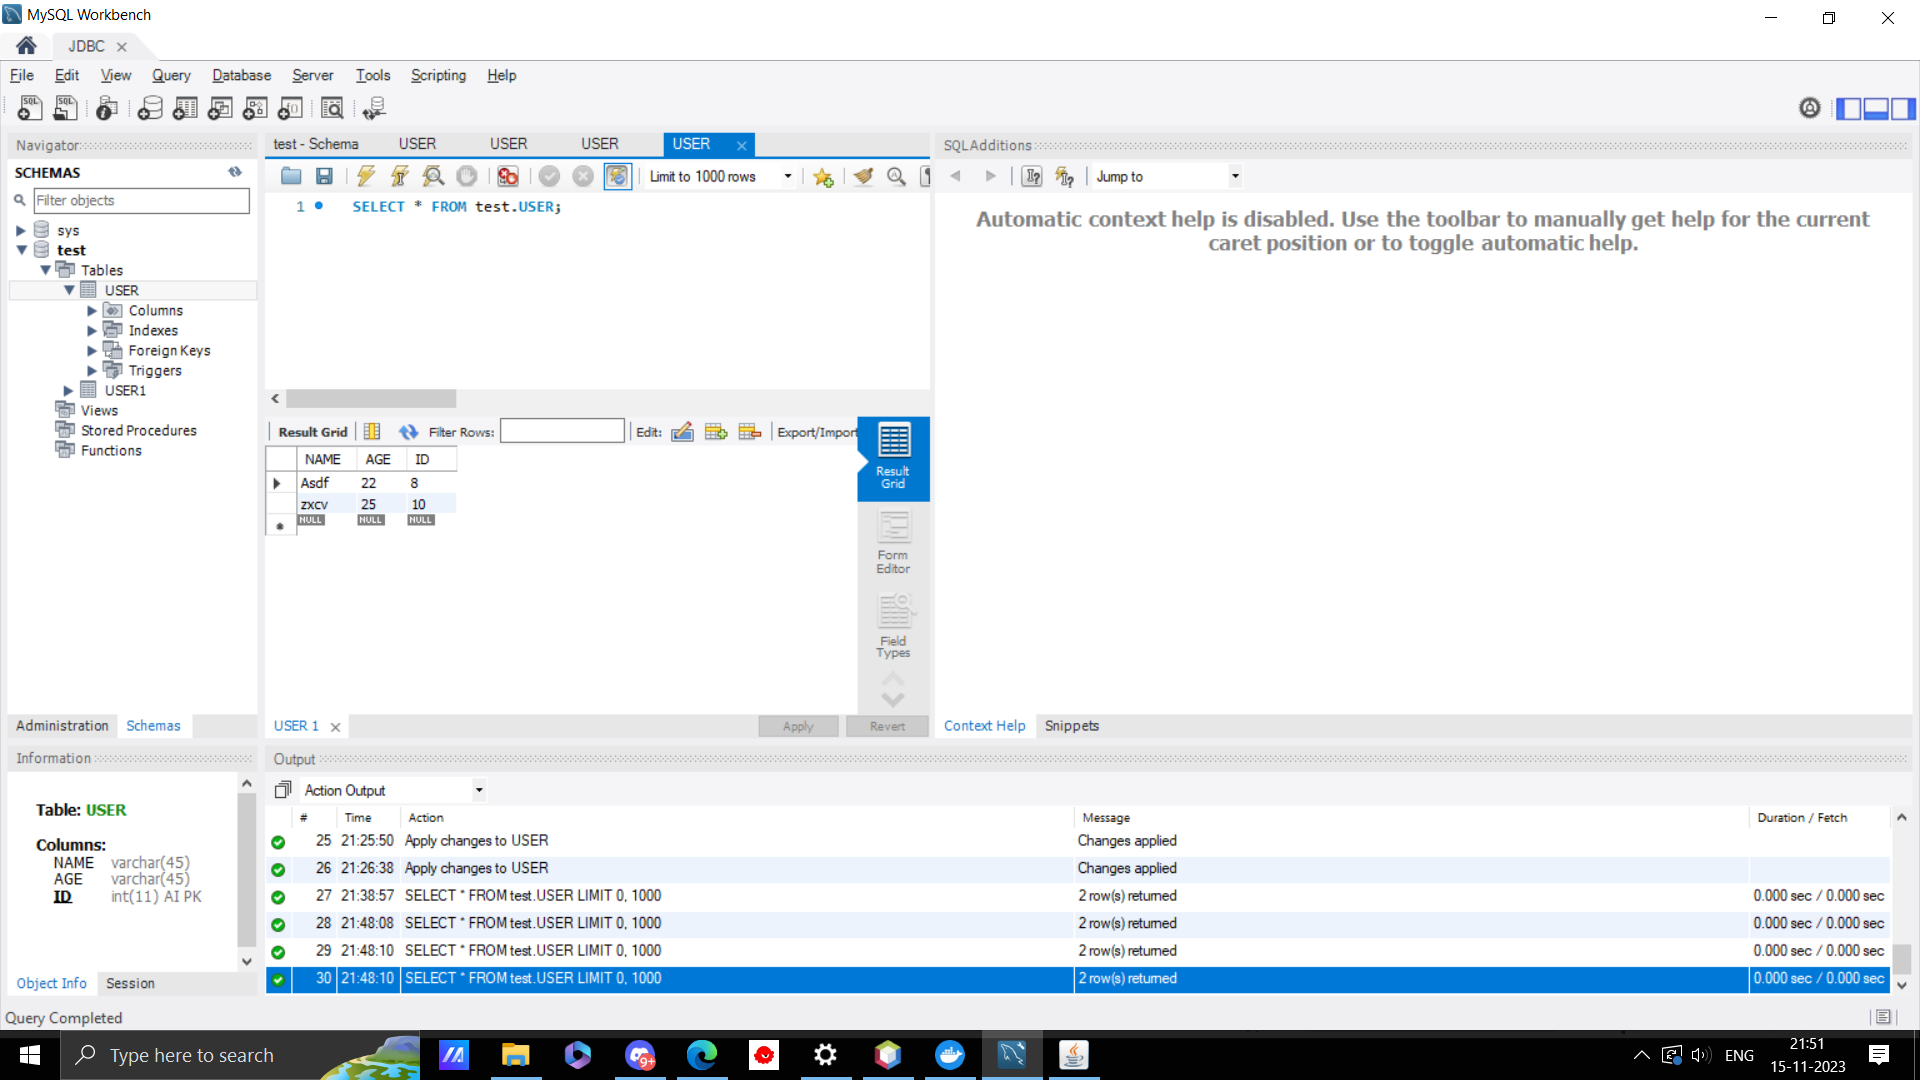 MySQL Workbench
JDBC
File Edit View Query Database Server Tools Scripting Help
Navigator
SCHEMAS
Filter objects
sys
test
Tables
USER
Columns
Indexes
Foreign Keys
Triggers
USER1
Views
Stored Procedures
Functions
Administration Schemas
Information
Table: USER
Columns:
NAME varchar(45)
AGE varchar(45)
ID int(11) AI PK
Object Info Session
test - Schema USER USER USER USER
Limit to 1000 rows
1 SELECT * FROM test.USER;
Result Grid Filter Rows: Edit: Export/Import
NAME AGE ID
Asdf 22 8
zxcv 25 10
NULL NULL NULL
Result Grid
Form Editor
Field Types
USER 1 Apply Revert
SQLAdditions
Jump to
Automatic context help is disabled. Use the toolbar to manually get help for the current
caret position or to toggle automatic help.
Context Help Snippets
Output
Action Output
# Time Action Message Duration / Fetch
25 21:25:50 Apply changes to USER Changes applied
26 21:26:38 Apply changes to USER Changes applied
27 21:38:57 SELECT * FROM test.USER LIMIT 0, 1000 2 row(s) returned 0.000 sec / 0.000 sec
28 21:48:08 SELECT * FROM test.USER LIMIT 0, 1000 2 row(s) returned 0.000 sec / 0.000 sec
29 21:48:10 SELECT * FROM test.USER LIMIT 0, 1000 2 row(s) returned 0.000 sec / 0.000 sec
30 21:48:10 SELECT * FROM test.USER LIMIT 0, 1000 2 row(s) returned 0.000 sec / 0.000 sec
Query Completed
Type here to search
9+
ENG
21:51
15-11-2023